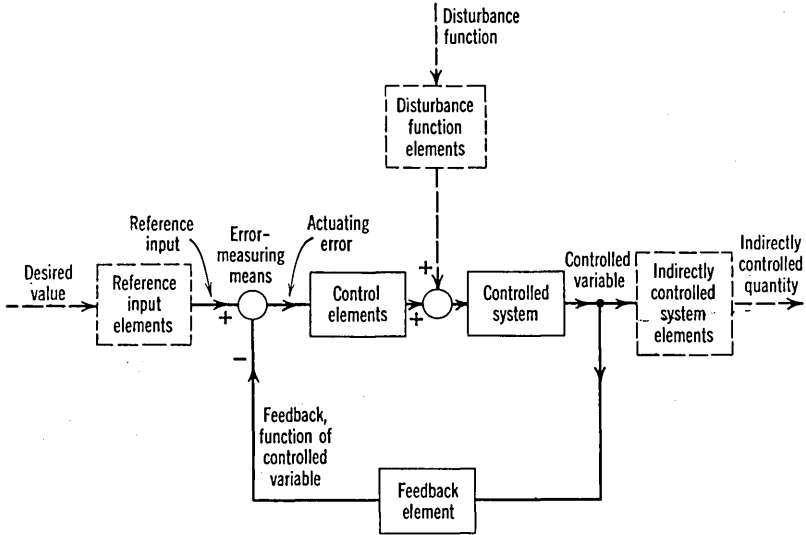 Disturbance
function
Disturbance
function
elements
Reference
input
Error-
measuring
means
Actuating
error
Desired
value
Reference
input
elements
+
-
Control
elements
+
+
Controlled
system
Controlled
variable
Indirectly
controlled
system
elements
Indirectly
controlled
quantity
Feedback,
function of
controlled
variable
Feedback
element